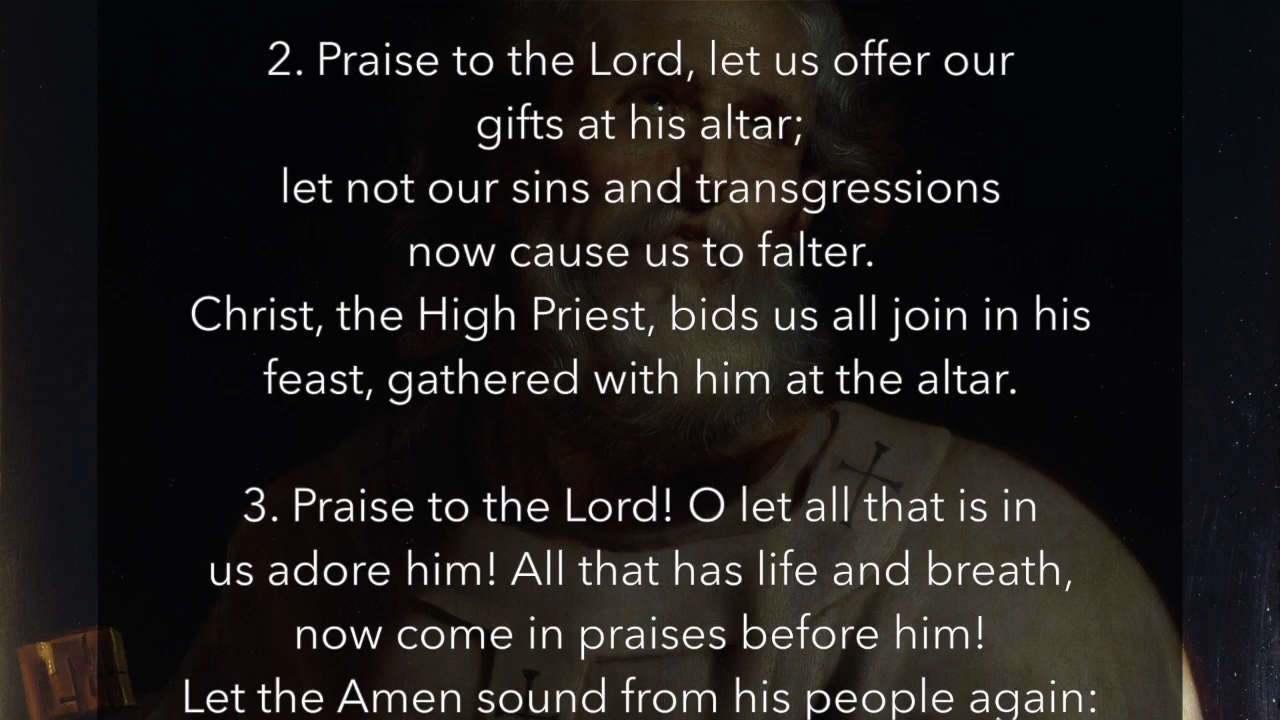 2. Praise to the Lord, let us offer our
gifts at his altar;
let not our sins and transgressions
now cause us to falter.
Christ, the High Priest, bids us all join in his
feast, gathered with him at the altar.
3. Praise to the Lord! O let all that is in
us adore him! All that has life and breath,
now come in praises before him!
Let the Amen sound from his people again: